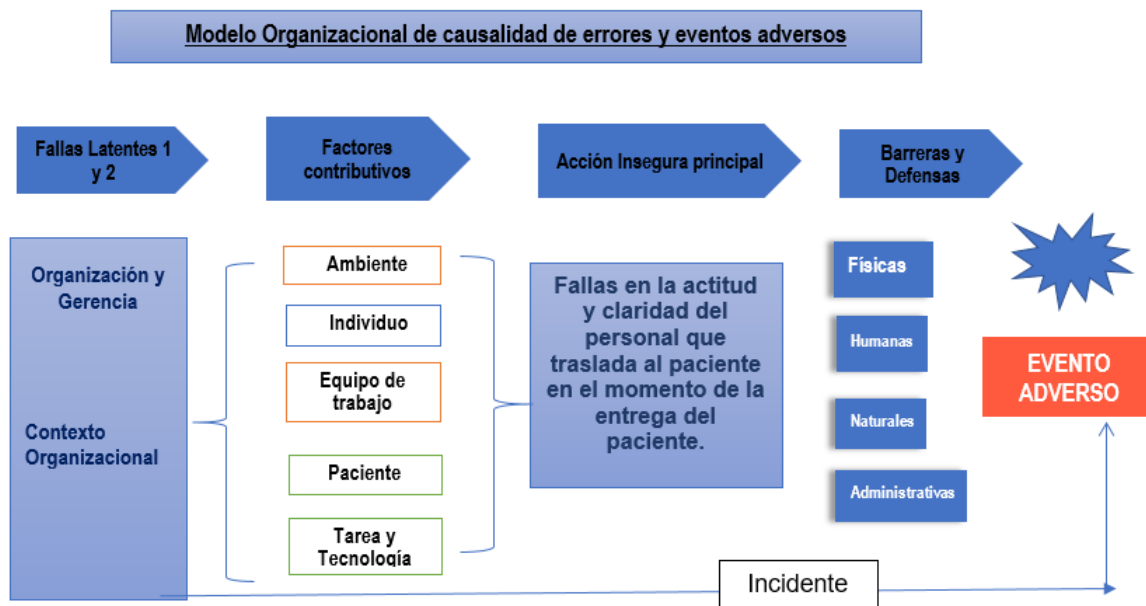 Modelo Organizacional de causalidad de errores y eventos adversos
Fallas Latentes 1
y 2
Factores
contributivos
Acción Insegura principal
Barreras y
Defensas
Organización y
Gerencia
Contexto
Organizacional
Ambiente
Individuo
Equipo de
trabajo
Paciente
Tarea y
Tecnología
Fallas en la actitud
y claridad del
personal que
traslada al paciente
en el momento de la
entrega del
paciente.
Físicas
Humanas
Naturales
Administrativas
EVENTO
ADVERSO
Incidente